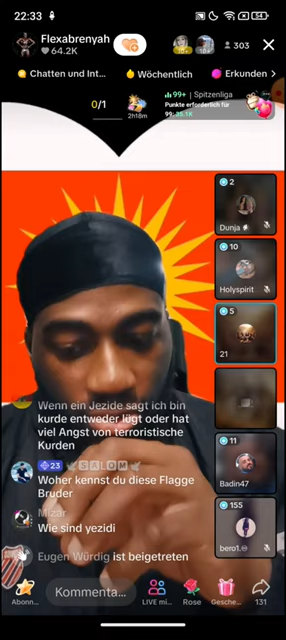 22:33
54
Flexabrenyah
64.2K
303
Chatten und Int...
Wöchentlich
Erkunden
0/1
2h18m
99+ | Spitzenliga
Punkte erforderlich für
2
Dunja
10
Holyspirit
5
21
11
Badin47
155
bero1.
Wenn ein Jezide sagt ich bin
kurde entweder lügt oder hat
viel Angst von terroristische
Kurden
23 SALOM
Woher kennst du diese Flagge
Bruder
Mizar
Wie sind yezidi
Eugen Würdig ist beigetreten
Abonn...
Kommenta...
LIVE mi...
Rose
Gesche...
131